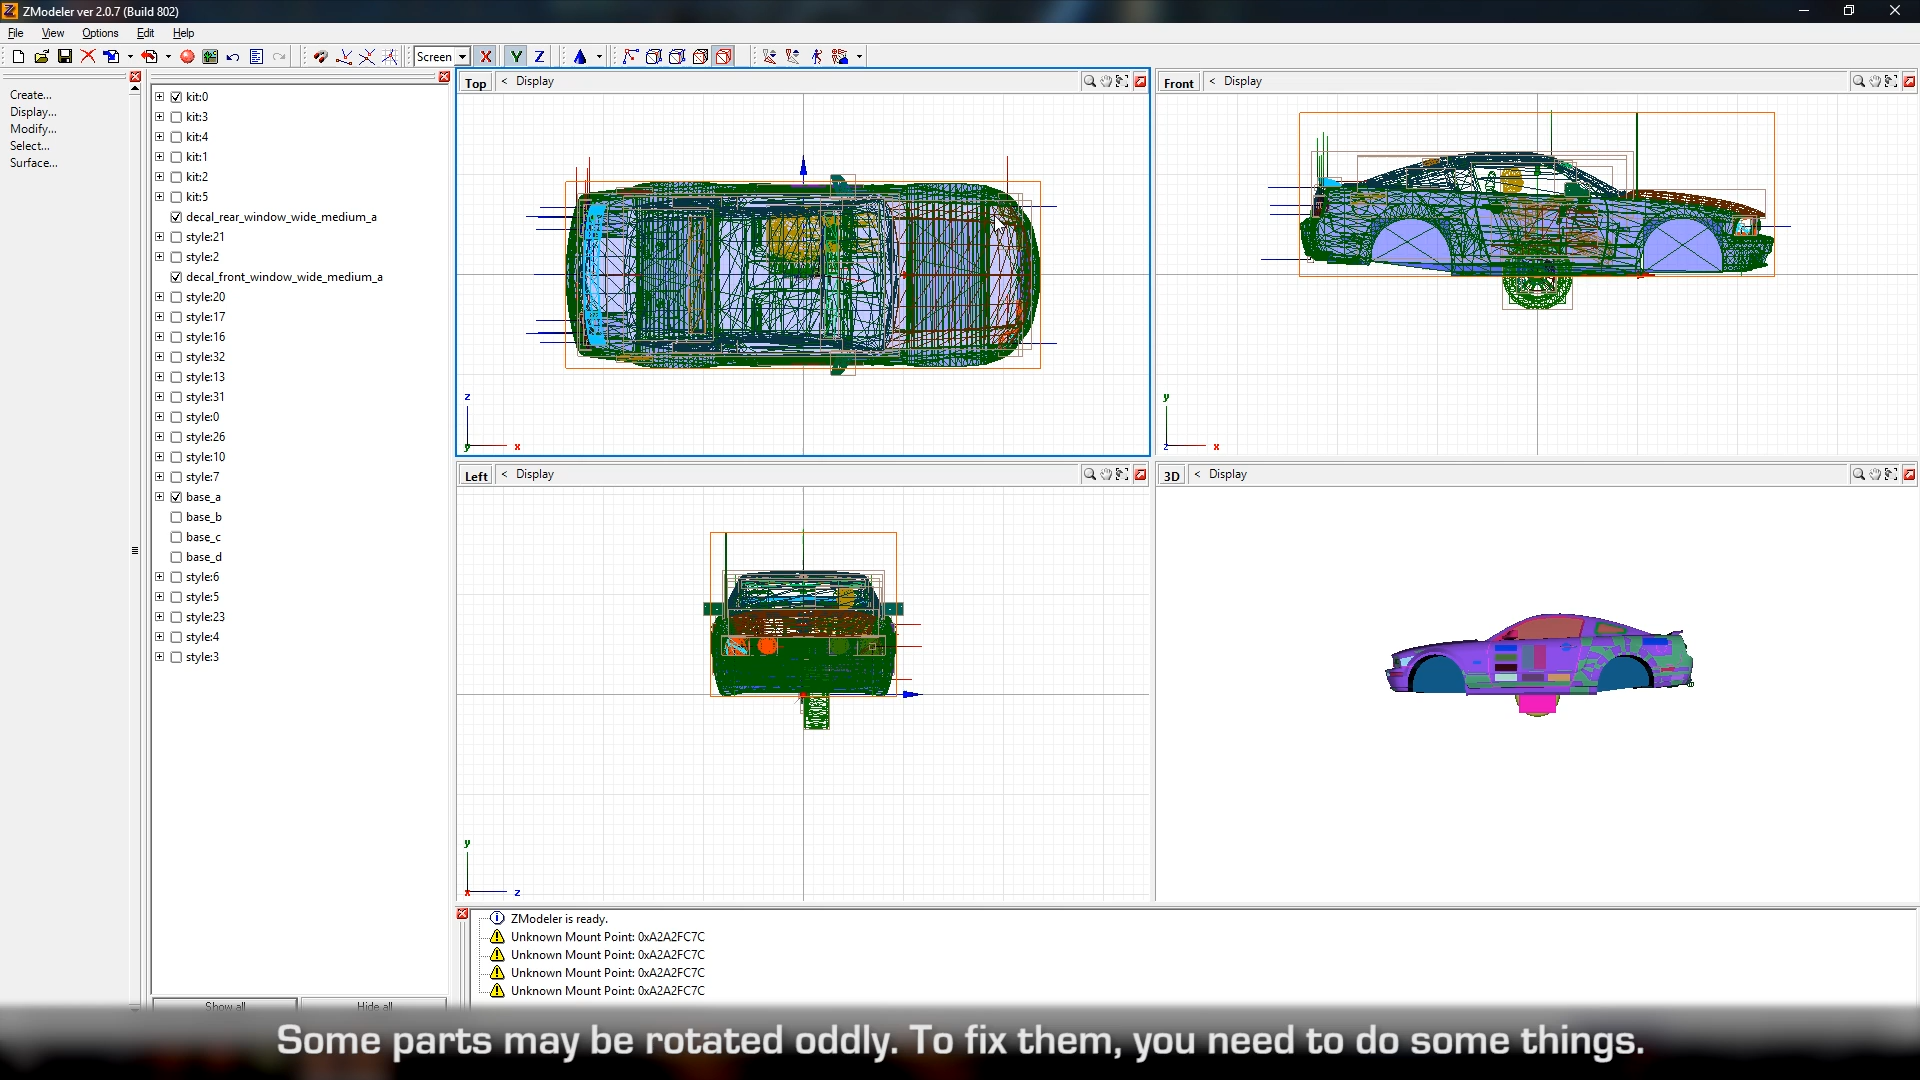 ZModeler ver 2.0.7 (Build 802)
File View Options Edit Help
Screen X Y Z
Create...
Display...
Modify...
Select...
Surface...
kit:0
kit:3
kit:4
kit:1
kit:2
kit:5
decal_rear_window_wide_medium_a
style:21
style:2
decal_front_window_wide_medium_a
style:20
style:17
style:16
style:32
style:13
style:31
style:0
style:26
style:10
style:7
base_a
base_b
base_c
base_d
style:6
style:5
style:23
style:4
style:3
Show all Hide all
Top < Display
z
y x
Front < Display
y
z x
Left < Display
y
x z
3D < Display
ZModeler is ready.
Unknown Mount Point: 0xA2A2FC7C
Unknown Mount Point: 0xA2A2FC7C
Unknown Mount Point: 0xA2A2FC7C
Unknown Mount Point: 0xA2A2FC7C
Some parts may be rotated oddly. To fix them, you need to do some things.